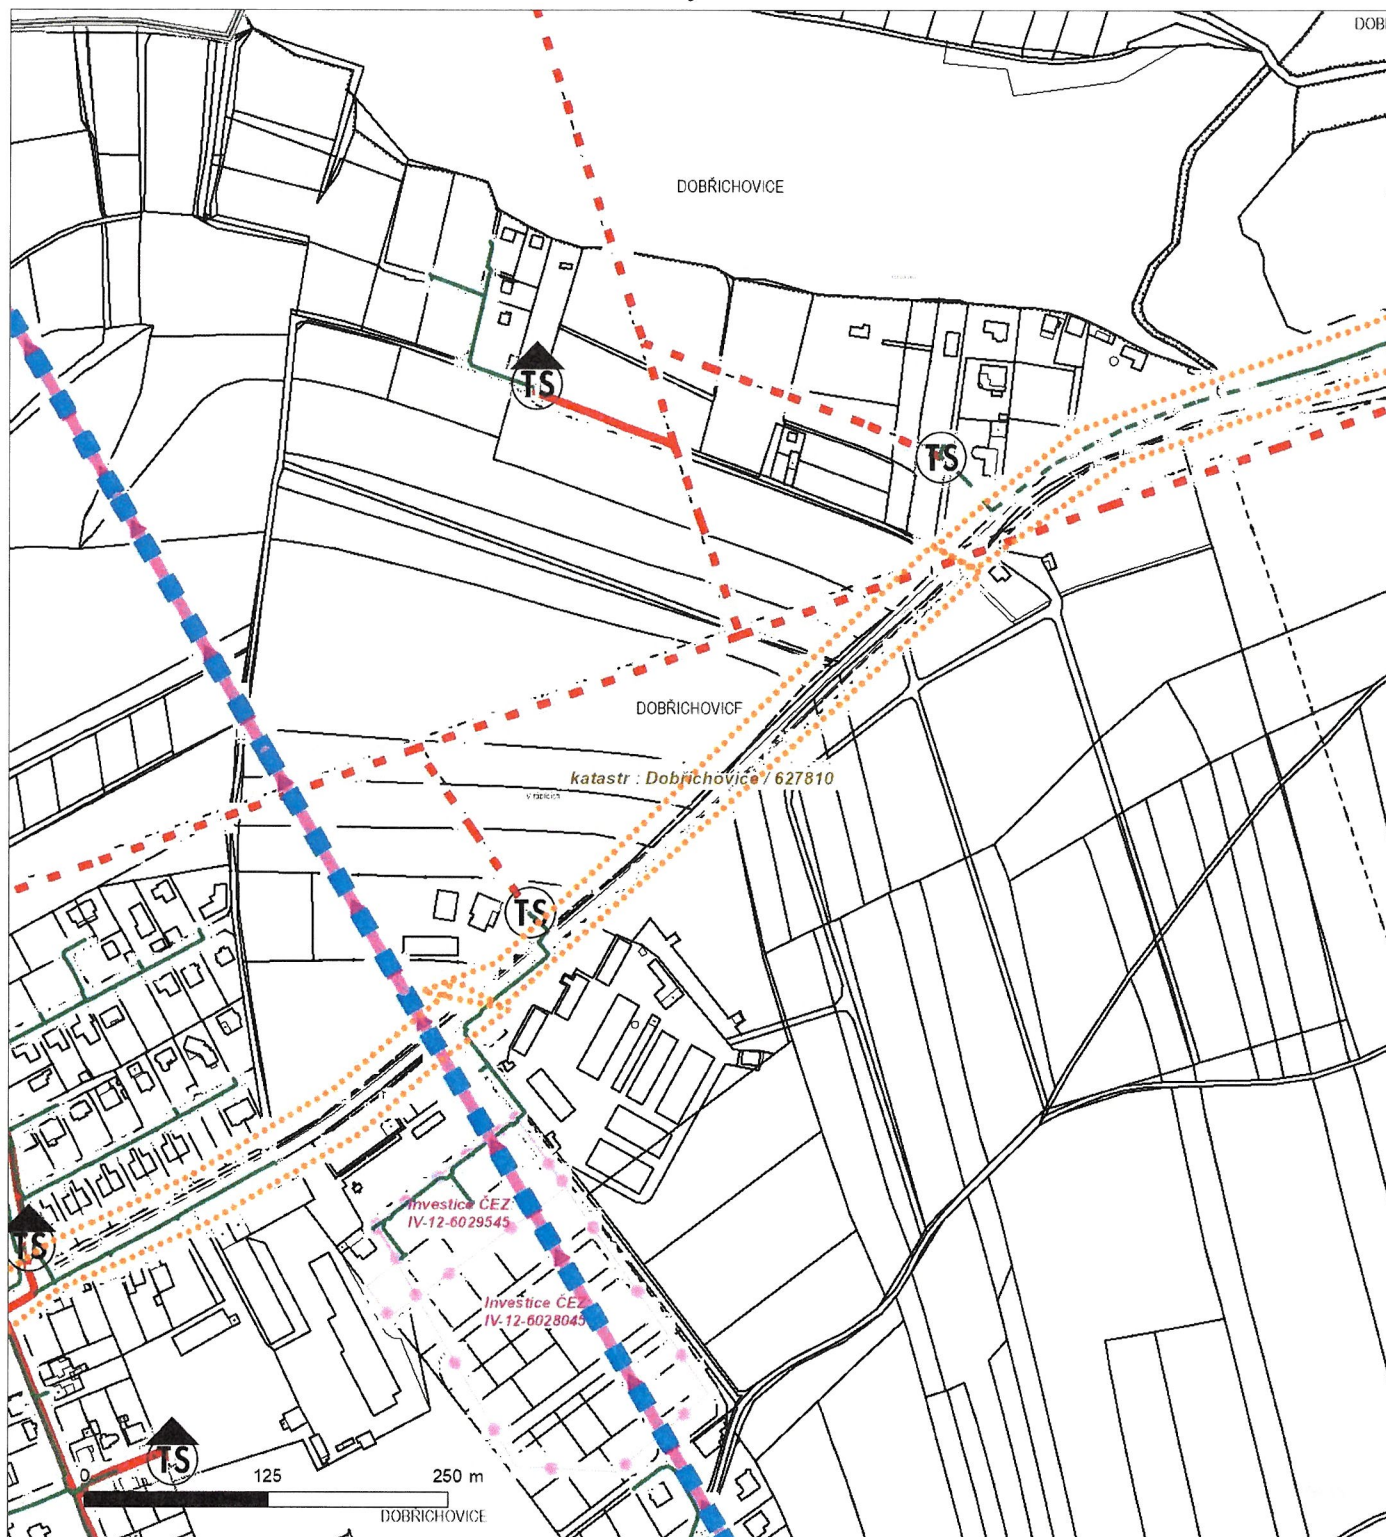 DOBŘICHOVICE
TS
TS
DOBŘICHOVICE
katastr : Dobřichovice / 627810
TS
Investice ČEZ:
IV-12-6029545
TS
Investice ČEZ
IV-12-6028045
TS
0 125 250 m
DOBŘICHOVICE